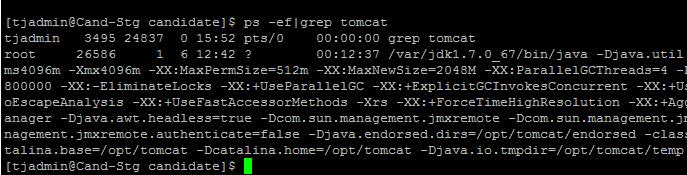 [tjadmin@Cand-Stg candidate]$ ps -ef|grep tomcat
tjadmin   3495 24837  0 15:52 pts/0    00:00:00 grep tomcat
root     26586     1  6 12:42 ?        00:12:37 /var/jdk1.7.0_67/bin/java -Djava.util
ms4096m -Xmx4096m -XX:MaxPermSize=512m -XX:MaxNewSize=2048M -XX:ParallelGCThreads=4 -
800000 -XX:-EliminateLocks -XX:+UseParallelGC -XX:+ExplicitGCInvokesConcurrent -XX:+U
oEscapeAnalysis -XX:+UseFastAccessorMethods -Xrs -XX:+ForceTimeHighResolution -XX:+Ag
anager -Djava.awt.headless=true -Dcom.sun.management.jmxremote -Dcom.sun.management.j
nagement.jmxremote.authenticate=false -Djava.endorsed.dirs=/opt/tomcat/endorsed -clas
talina.base=/opt/tomcat -Dcatalina.home=/opt/tomcat -Djava.io.tmpdir=/opt/tomcat/temp
[tjadmin@Cand-Stg candidate]$